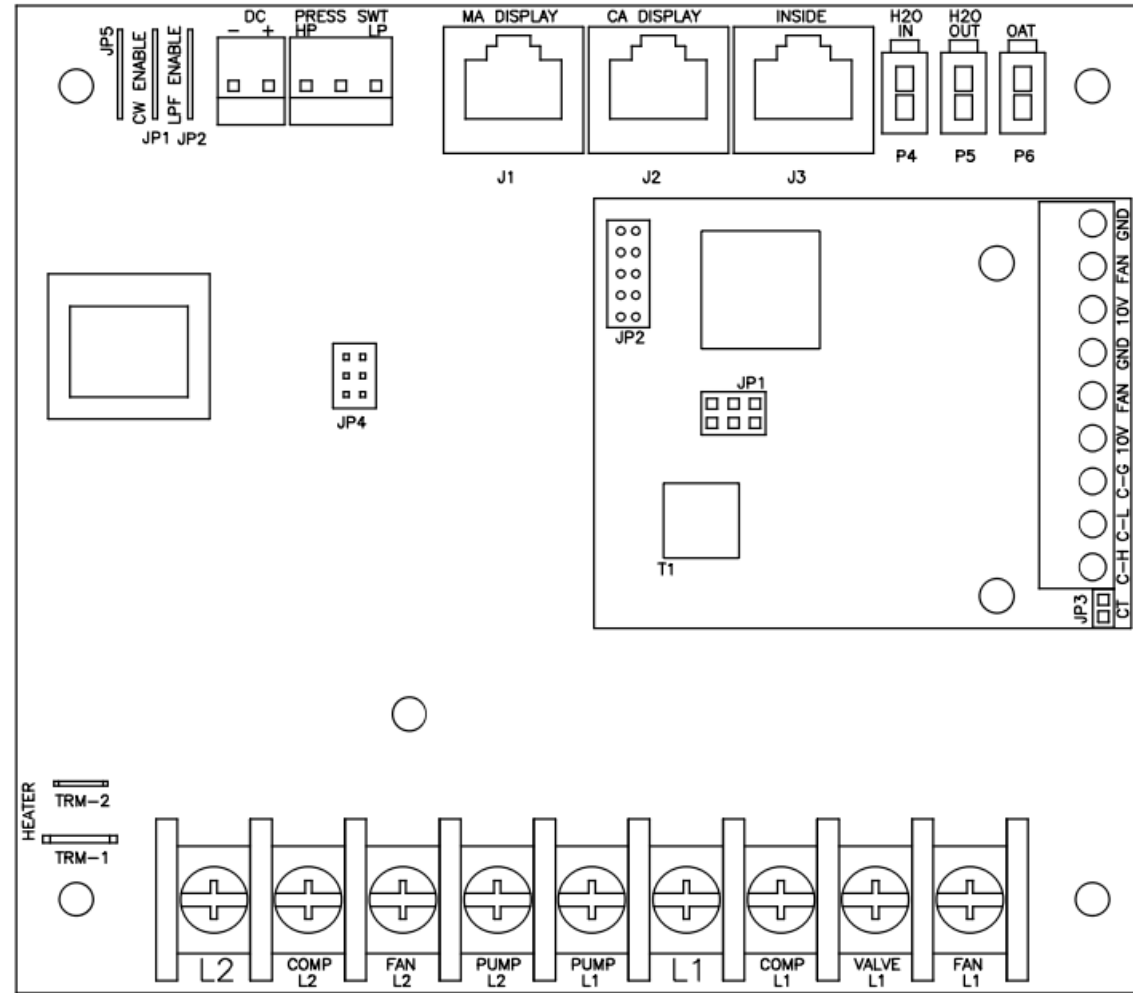 DC
PRESS SWT
- +
HP LP
JP5
CW ENABLE
LPF ENABLE
JP1 JP2
MA DISPLAY
CA DISPLAY
INSIDE
H2O
IN
H2O
OUT
OAT
J1
J2
J3
P4
P5
P6
JP2
JP1
JP4
T1
GND
FAN
10V
GND
FAN
10V
C-G
C-L
C-H
CT
JP3
HEATER
TRM-2
TRM-1
L2
COMP
L2
FAN
L2
PUMP
L2
PUMP
L1
L1
COMP
L1
VALVE
L1
FAN
L1